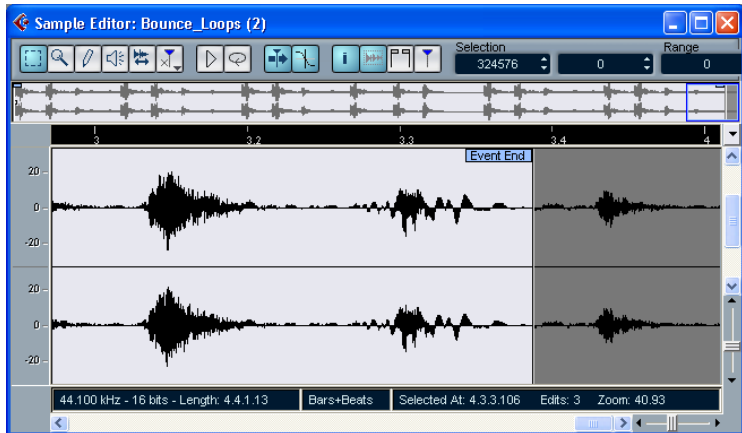 Sample Editor: Bounce_Loops (2)
Selection
Range
324576
0
0
3
3.2
3.3
3.4
4
Event End
20
0
-20
20
0
-20
44.100 kHz - 16 bits - Length: 4.4.1.13
Bars+Beats
Selected At: 4.3.3.106
Edits: 3
Zoom: 40.93